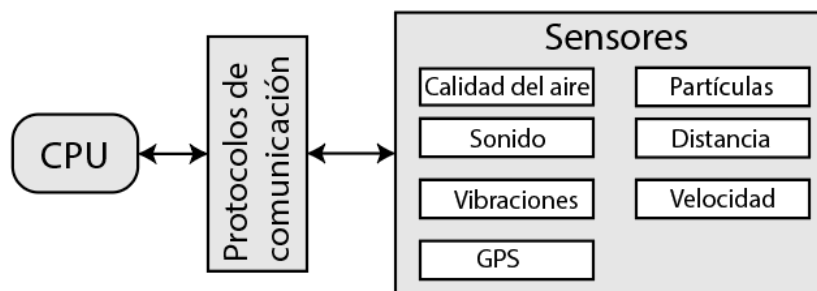 CPU
Protocolos de
comunicación
Sensores
Calidad del aire
Partículas
Sonido
Distancia
Vibraciones
Velocidad
GPS